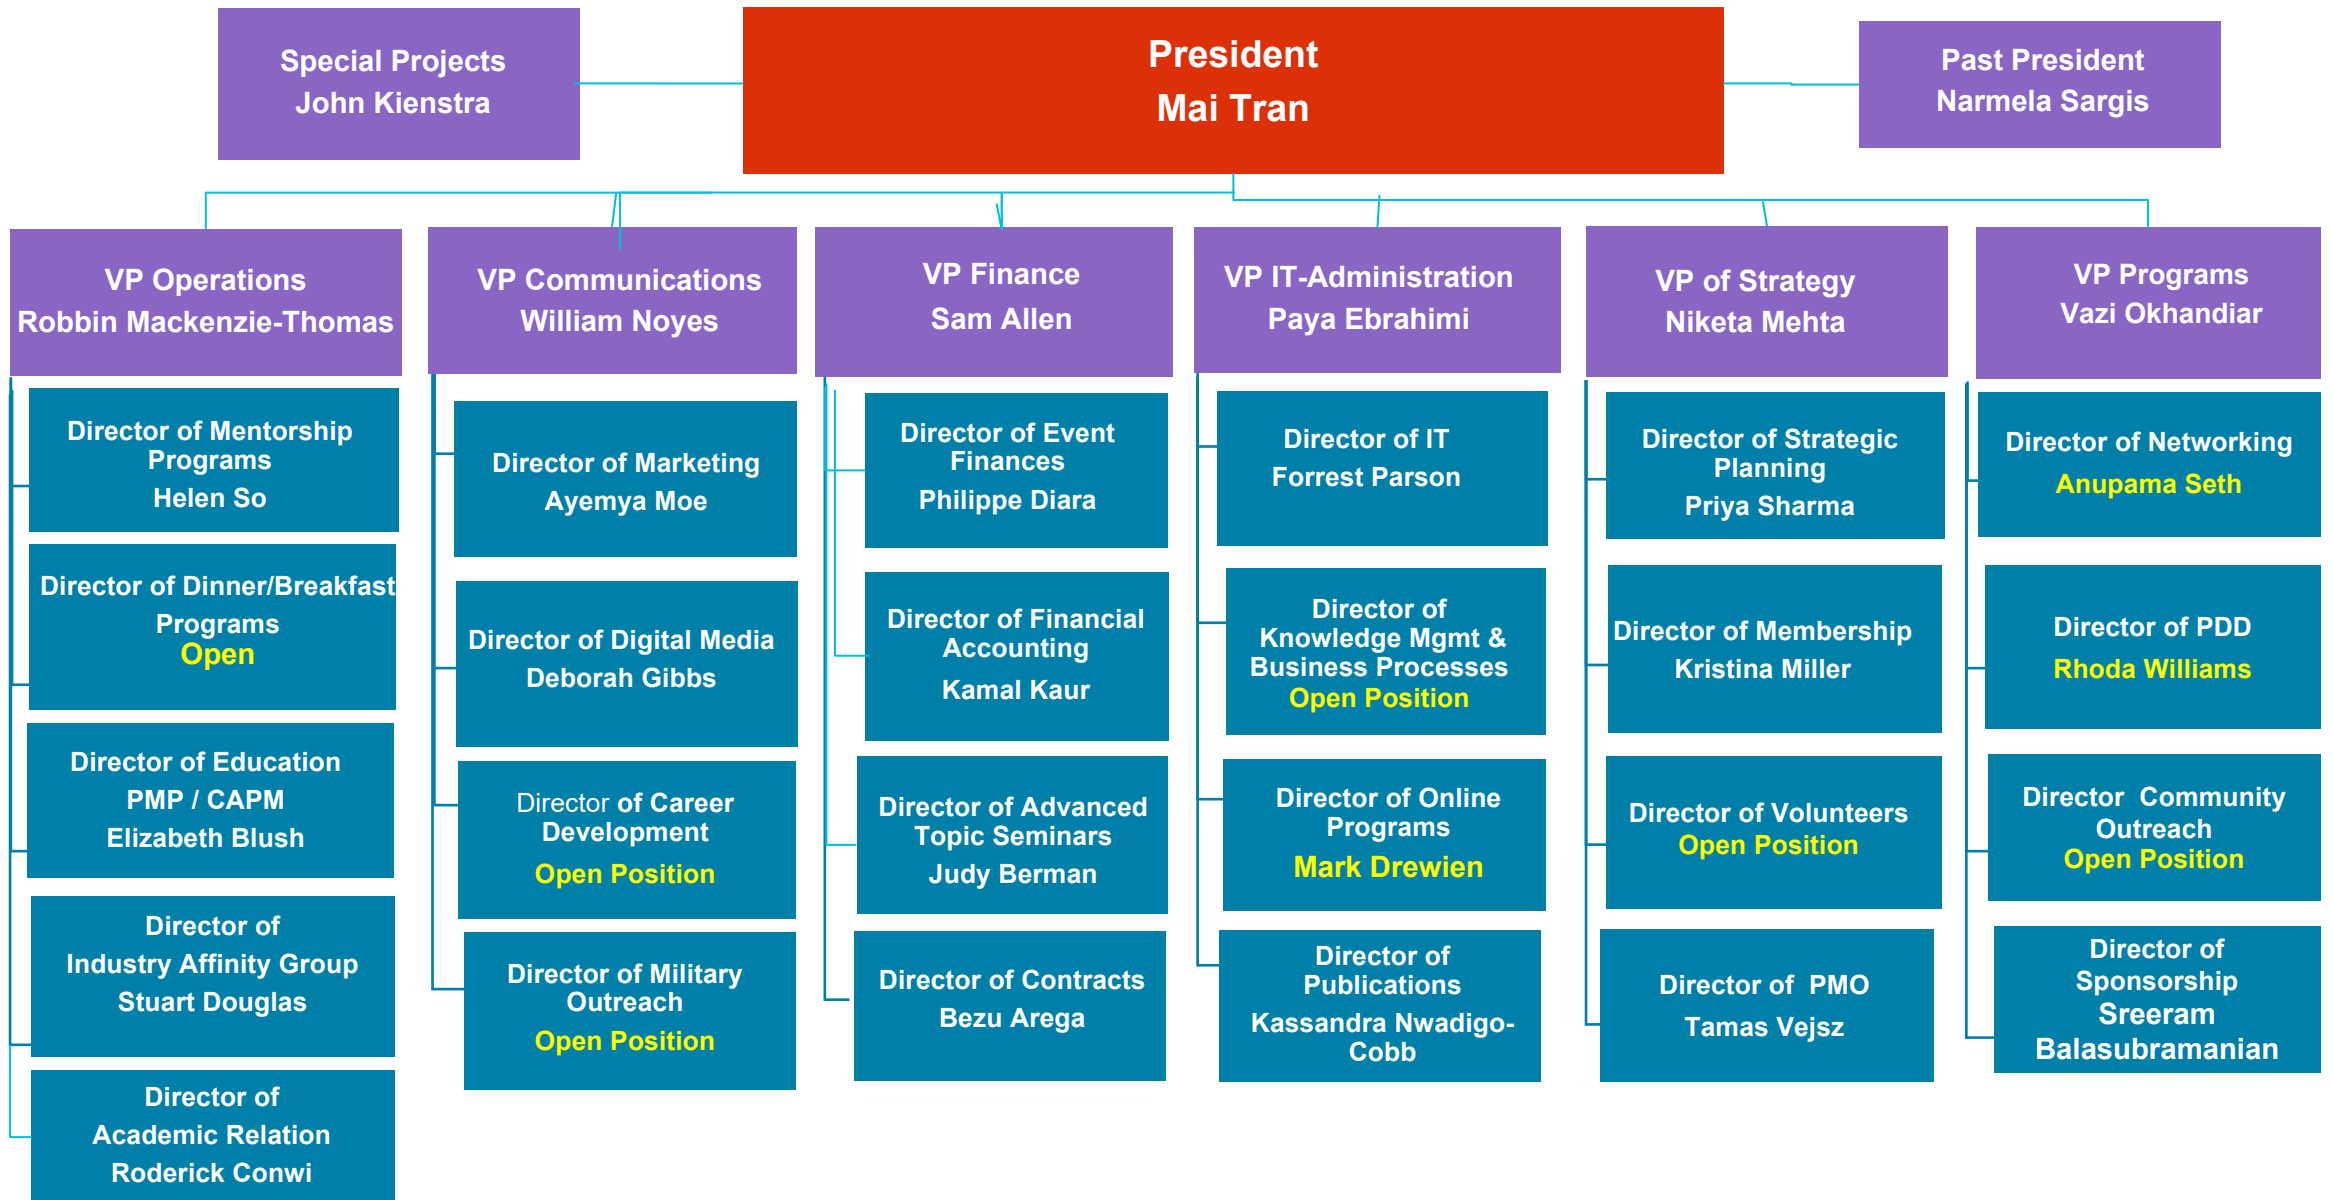 Special Projects
John Kienstra
President
Mai Tran
Past President
Narmela Sargis
VP Operations
Robbin Mackenzie-Thomas
VP Communications
William Noyes
VP Finance
Sam Allen
VP IT-Administration
Paya Ebrahimi
VP of Strategy
Niketa Mehta
VP Programs
Vazi Okhandiar
Director of Mentorship
Programs
Helen So
Director of Dinner/Breakfast
Programs
Open
Director of Education
PMP / CAPM
Elizabeth Blush
Director of
Industry Affinity Group
Stuart Douglas
Director of
Academic Relation
Roderick Conwi
Director of Marketing
Ayemya Moe
Director of Digital Media
Deborah Gibbs
Director of Career
Development
Open Position
Director of Military
Outreach
Open Position
Director of Event
Finances
Philippe Diara
Director of Financial
Accounting
Kamal Kaur
Director of Advanced
Topic Seminars
Judy Berman
Director of Contracts
Bezu Arega
Director of IT
Forrest Parson
Director of
Knowledge Mgmt &
Business Processes
Open Position
Director of Online
Programs
Mark Drewien
Director of
Publications
Kassandra Nwadigo-
Cobb
Director of Strategic
Planning
Priya Sharma
Director of Membership
Kristina Miller
Director of Volunteers
Open Position
Director of PMO
Tamas Vejsz
Director of Networking
Anupama Seth
Director of PDD
Rhoda Williams
Director Community
Outreach
Open Position
Director of
Sponsorship
Sreeram
Balasubramanian